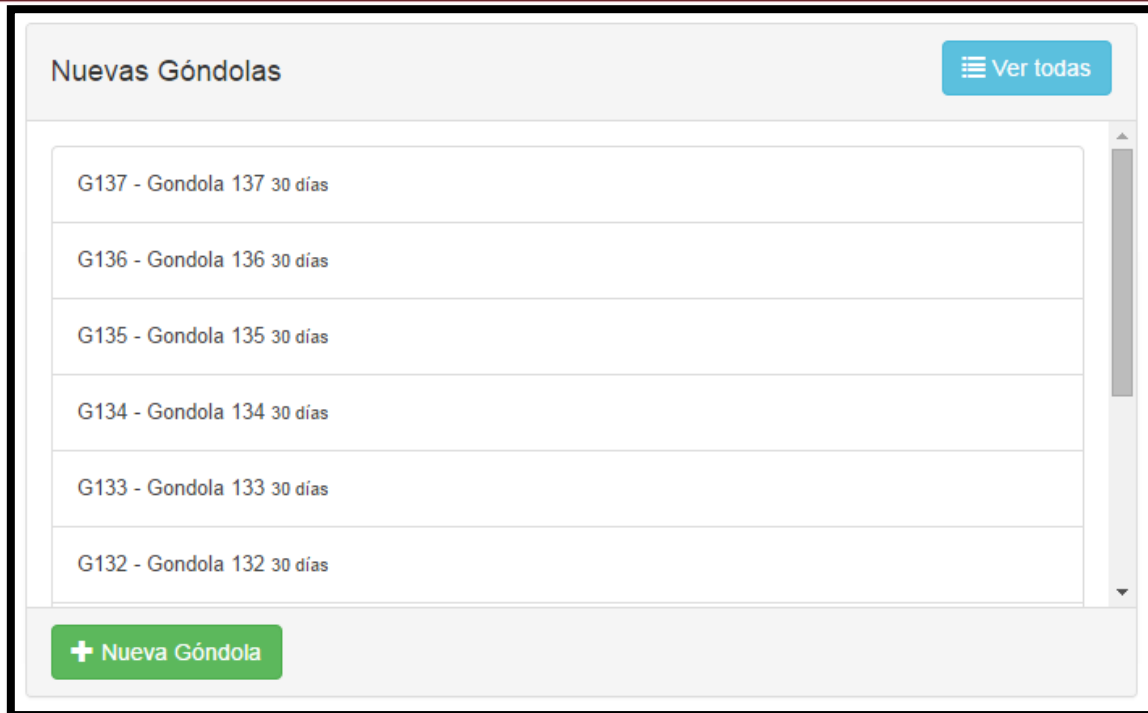 Nuevas Góndolas
Ver todas
G137 - Gondola 137 30 días
G136 - Gondola 136 30 días
G135 - Gondola 135 30 días
G134 - Gondola 134 30 días
G133 - Gondola 133 30 días
G132 - Gondola 132 30 días
Nueva Góndola